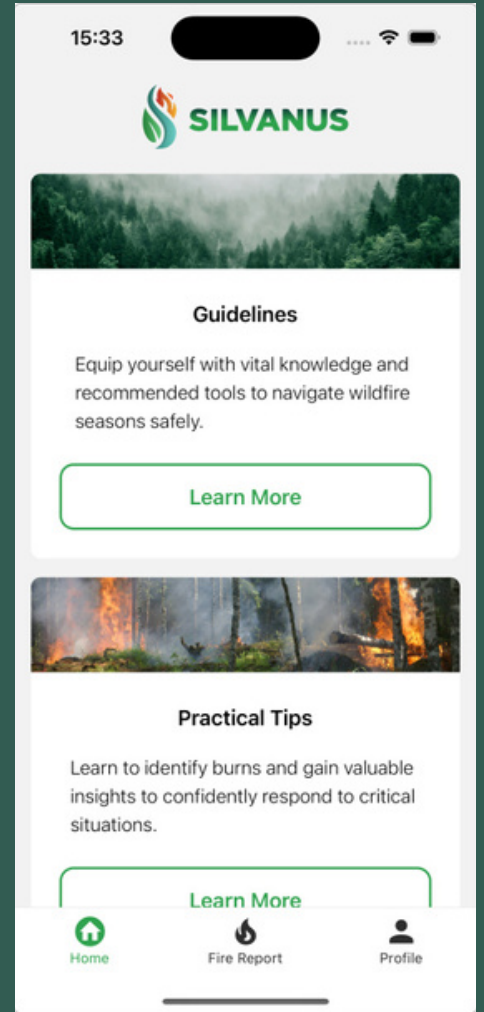 15:33
SILVANUS
Guidelines
Equip yourself with vital knowledge and
recommended tools to navigate wildfire
seasons safely.
Learn More
Practical Tips
Learn to identify burns and gain valuable
insights to confidently respond to critical
situations.
Learn More
Home Fire Report Profile